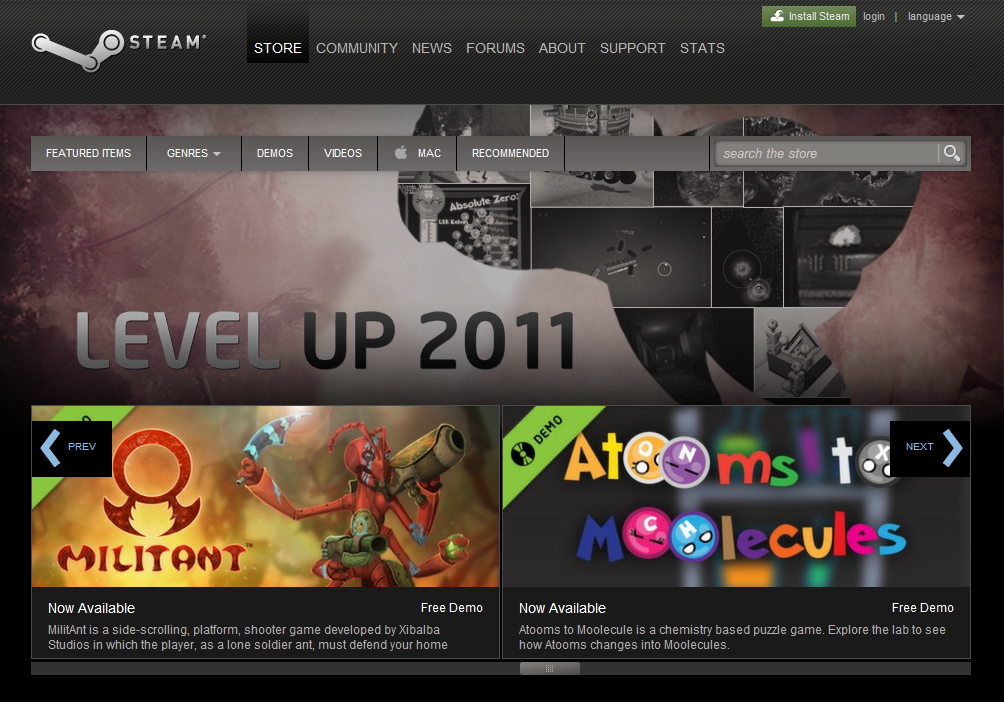 Install Steam login | language
STEAM
STORE COMMUNITY NEWS FORUMS ABOUT SUPPORT STATS
FEATURED ITEMS GENRES DEMOS VIDEOS MAC RECOMMENDED search the store
Absolute Zero:
LEVEL UP 2011
PREV
MILITANT™
DEMO
Atooms to
Moolecules
NEXT
Now Available Free Demo
MilitAnt is a side-scrolling, platform, shooter game developed by Xibalba
Studios in which the player, as a lone soldier ant, must defend your home
Now Available Free Demo
Atooms to Moolecule is a chemistry based puzzle game. Explore the lab to see
how Atooms changes into Moolecules.